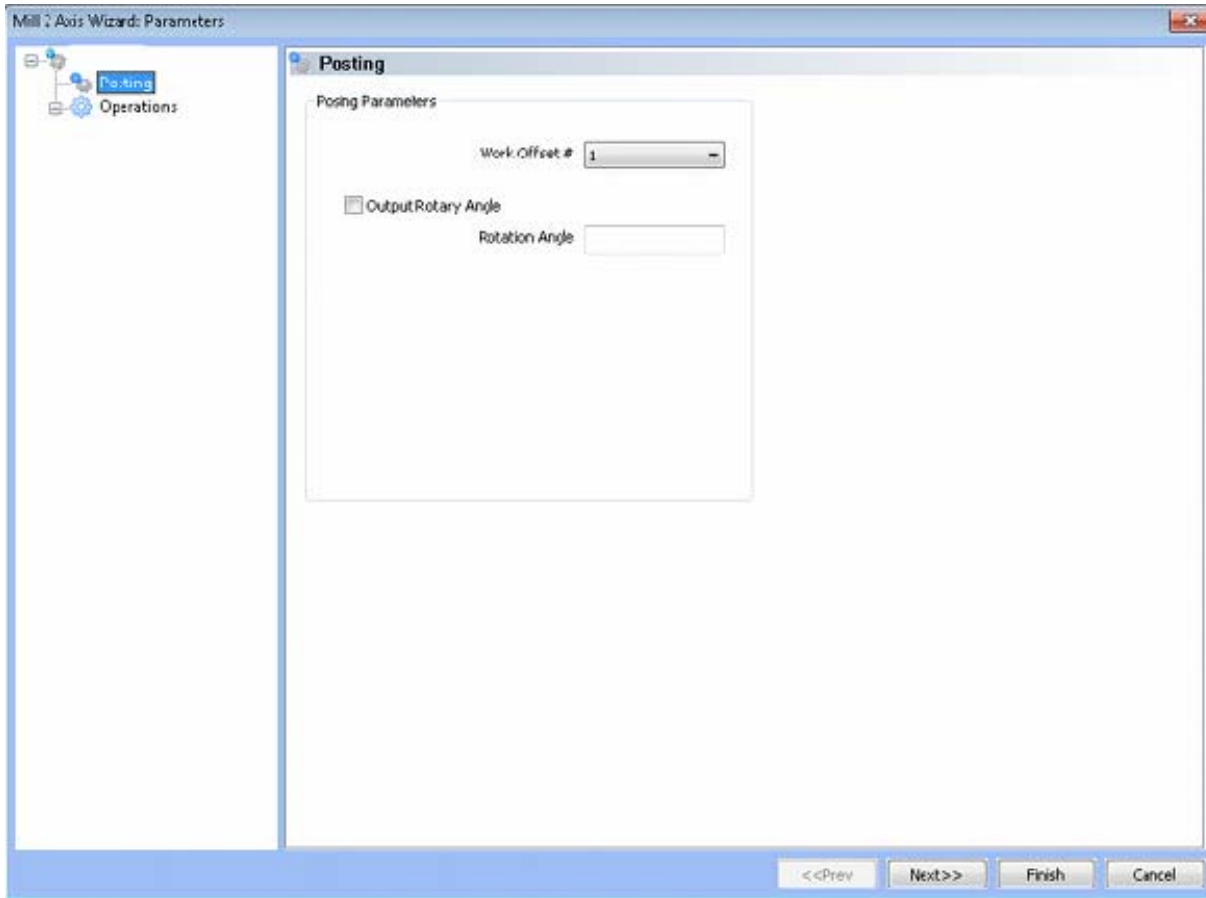 Mill 2 Axis Wizard: Parameters
Posting
Operations
Posting
Posing Parameters
Work Offset # 1
Output Rotary Angle
Rotation Angle
<<Prev Next>> Finish Cancel